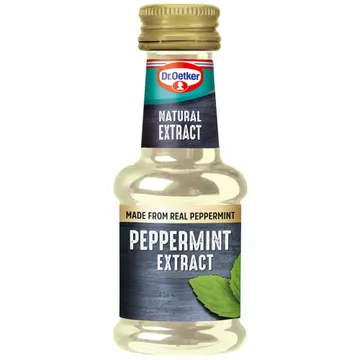 Dr.Oetker
NATURAL
EXTRACT
MADE FROM REAL PEPPERMINT
PEPPERMINT
EXTRACT